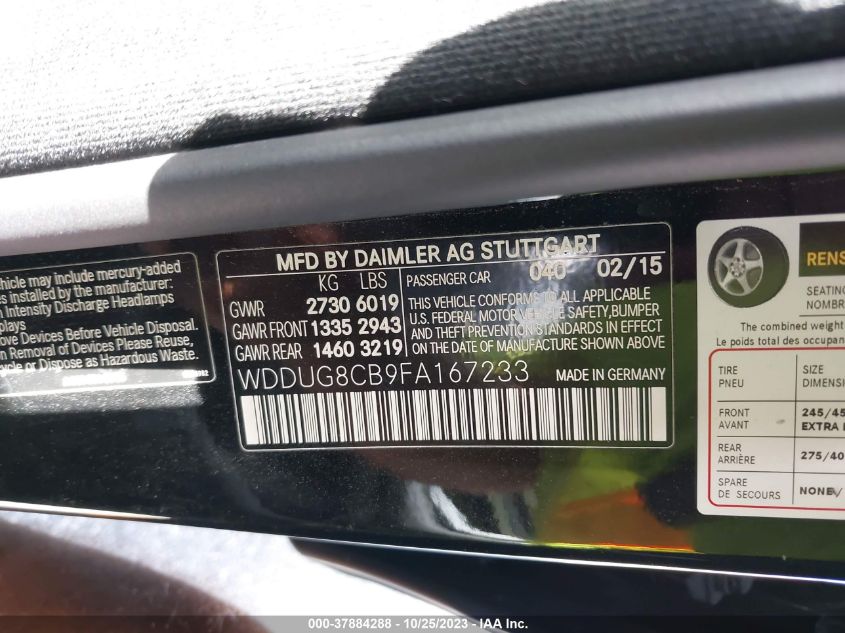 ehicle may include mercury-added
es installed by the manufacturer:
n Intensity Discharge Headlamps
plays
ove Devices Before Vehicle Disposal.
n Removal of Devices Please Reuse,
cycle or Dispose as Hazardous Waste.
MFD BY DAIMLER AG STUTTGART
KG LBS
GWR 2730 6019
GAWR FRONT 1335 2943
GAWR REAR 1460 3219
PASSENGER CAR 040 02/15
THIS VEHICLE CONFORMS TO ALL APPLICABLE
U.S. FEDERAL MOTOR VEHICLE SAFETY, BUMPER
AND THEFT PREVENTION STANDARDS IN EFFECT
ON THE DATE OF MANUFACTURE SHOWN ABOVE
WDDUG8CB9FA167233 MADE IN GERMANY
RENS
SEATING
NOMBR
The combined weight
Le poids total des occupan
TIRE
PNEU
SIZE
DIMENSI
FRONT
AVANT
245/45
EXTRA
REAR
ARRIÈRE
275/40
SPARE
DE SECOURS
NONE/
000-37884288 - 10/25/2023 - IAA Inc.